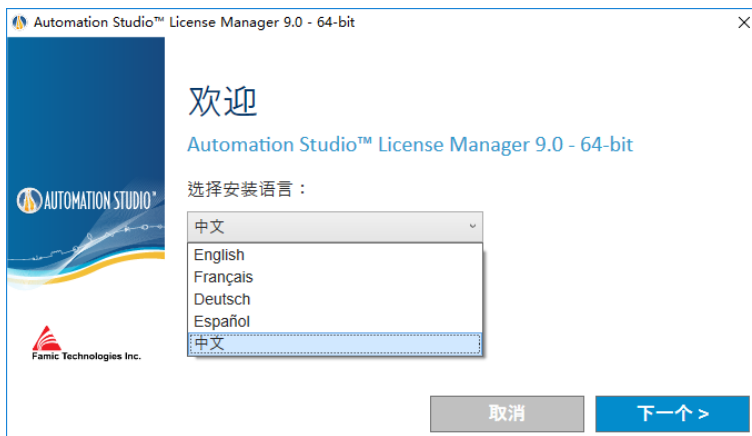 Automation Studio™ License Manager 9.0 - 64-bit
欢迎
Automation Studio™ License Manager 9.0 - 64-bit
AUTOMATION STUDIO™
选择安装语言：
中文
English
Français
Deutsch
Español
中文
Famic Technologies Inc.
取消
下一个 >